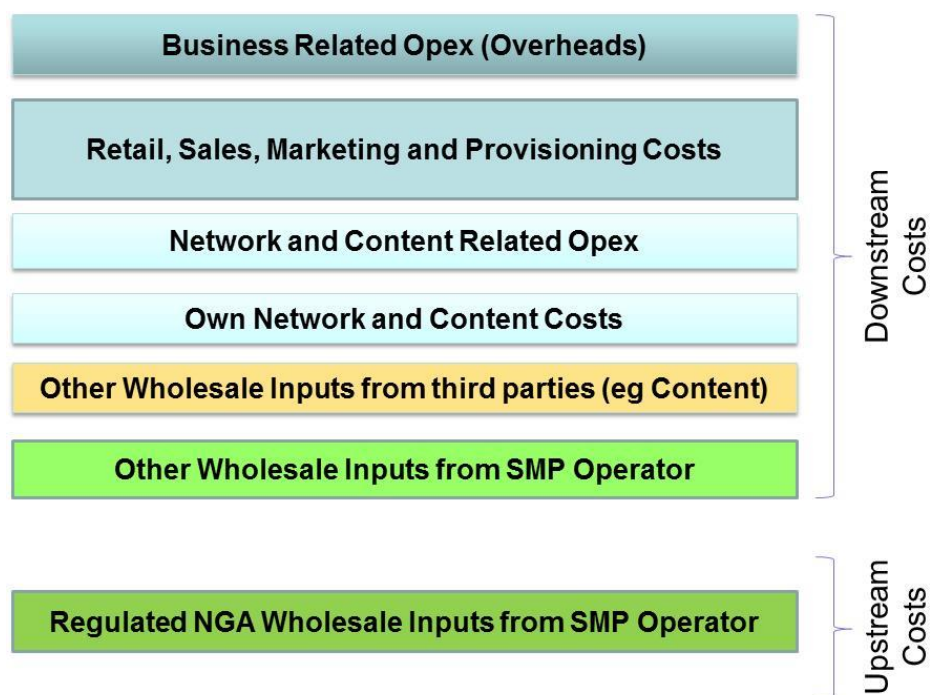 Business Related Opex (Overheads)
Retail, Sales, Marketing and Provisioning Costs
Network and Content Related Opex
Own Network and Content Costs
Other Wholesale Inputs from third parties (eg Content)
Other Wholesale Inputs from SMP Operator
Downstream
Costs
Regulated NGA Wholesale Inputs from SMP Operator
Upstream
Costs